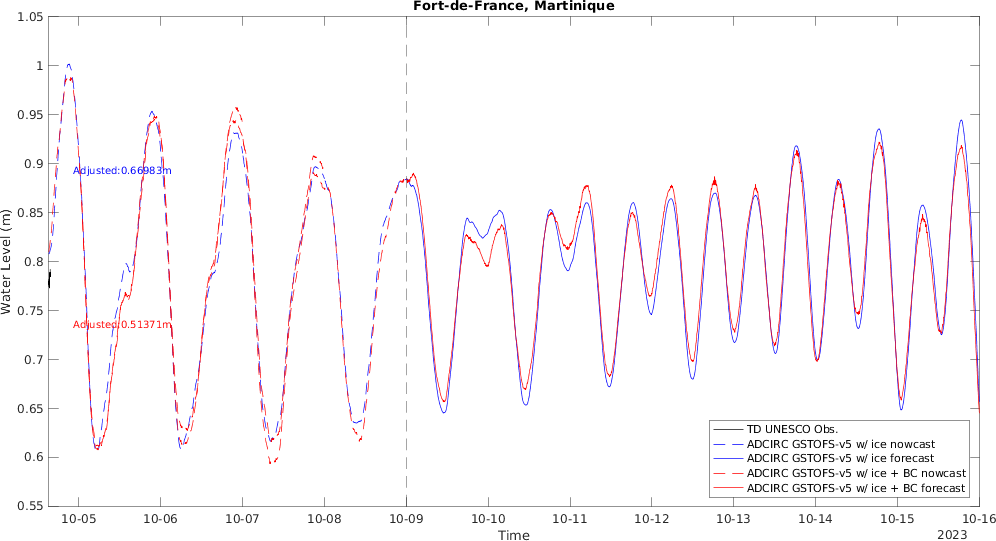 Fort-de-France, Martinique
1.05
1
0.95
0.9
0.85
0.8
0.75
0.7
0.65
0.6
0.55
Water Level (m)
Adjusted:0.66983m
Adjusted:0.51371m
TD UNESCO Obs.
ADCIRC GSTOFS-v5 w/ ice nowcast
ADCIRC GSTOFS-v5 w/ ice forecast
ADCIRC GSTOFS-v5 w/ ice + BC nowcast
ADCIRC GSTOFS-v5 w/ ice + BC forecast
10-05 10-06 10-07 10-08 10-09 10-10 10-11 10-12 10-13 10-14 10-15 10-16
Time
2023